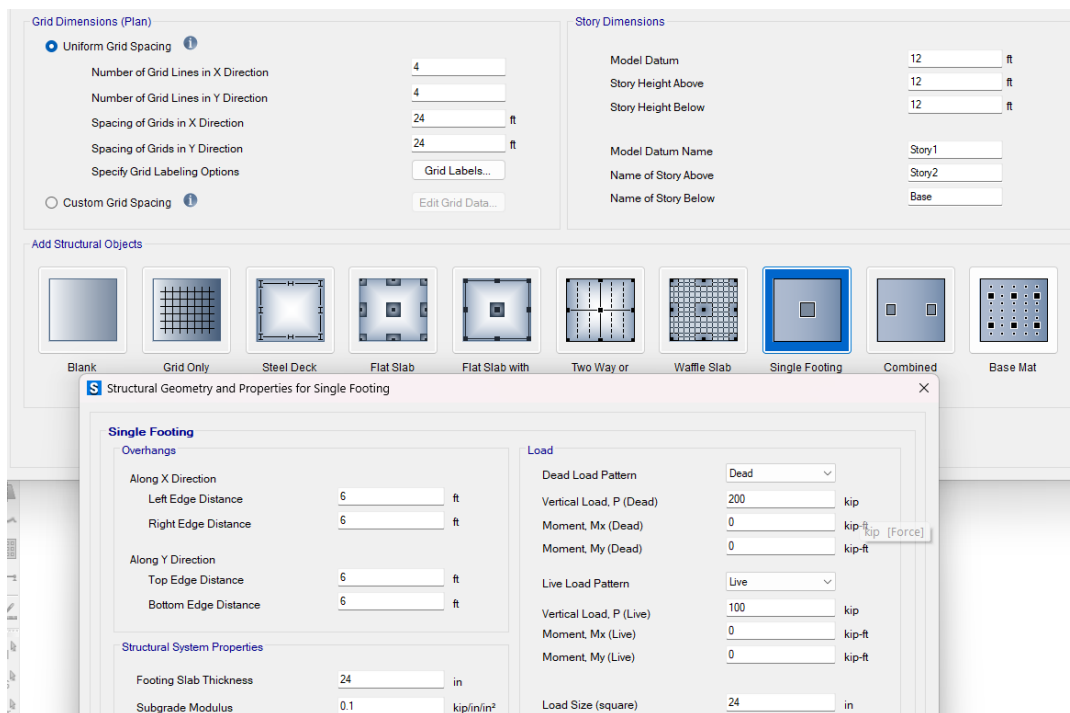 Grid Dimensions (Plan)
Uniform Grid Spacing
Number of Grid Lines in X Direction 4
Number of Grid Lines in Y Direction 4
Spacing of Grids in X Direction 24 ft
Spacing of Grids in Y Direction 24 ft
Specify Grid Labeling Options Grid Labels...
Custom Grid Spacing Edit Grid Data...
Story Dimensions
Model Datum 12 ft
Story Height Above 12 ft
Story Height Below 12 ft
Model Datum Name Story1
Name of Story Above Story2
Name of Story Below Base
Add Structural Objects
Blank Grid Only Steel Deck Flat Slab Flat Slab with Two Way or Waffle Slab Single Footing Combined Base Mat
S Structural Geometry and Properties for Single Footing
Single Footing
Overhangs
Along X Direction
Left Edge Distance 6 ft
Right Edge Distance 6 ft
Along Y Direction
Top Edge Distance 6 ft
Bottom Edge Distance 6 ft
Structural System Properties
Footing Slab Thickness 24 in
Subgrade Modulus 0.1 kip/in/in²
Load
Dead Load Pattern Dead
Vertical Load, P (Dead) 200 kip
Moment, Mx (Dead) 0 kip-ft
kip [Force]
Moment, My (Dead) 0 kip-ft
Live Load Pattern Live
Vertical Load, P (Live) 100 kip
Moment, Mx (Live) 0 kip-ft
Moment, My (Live) 0 kip-ft
Load Size (square) 24 in